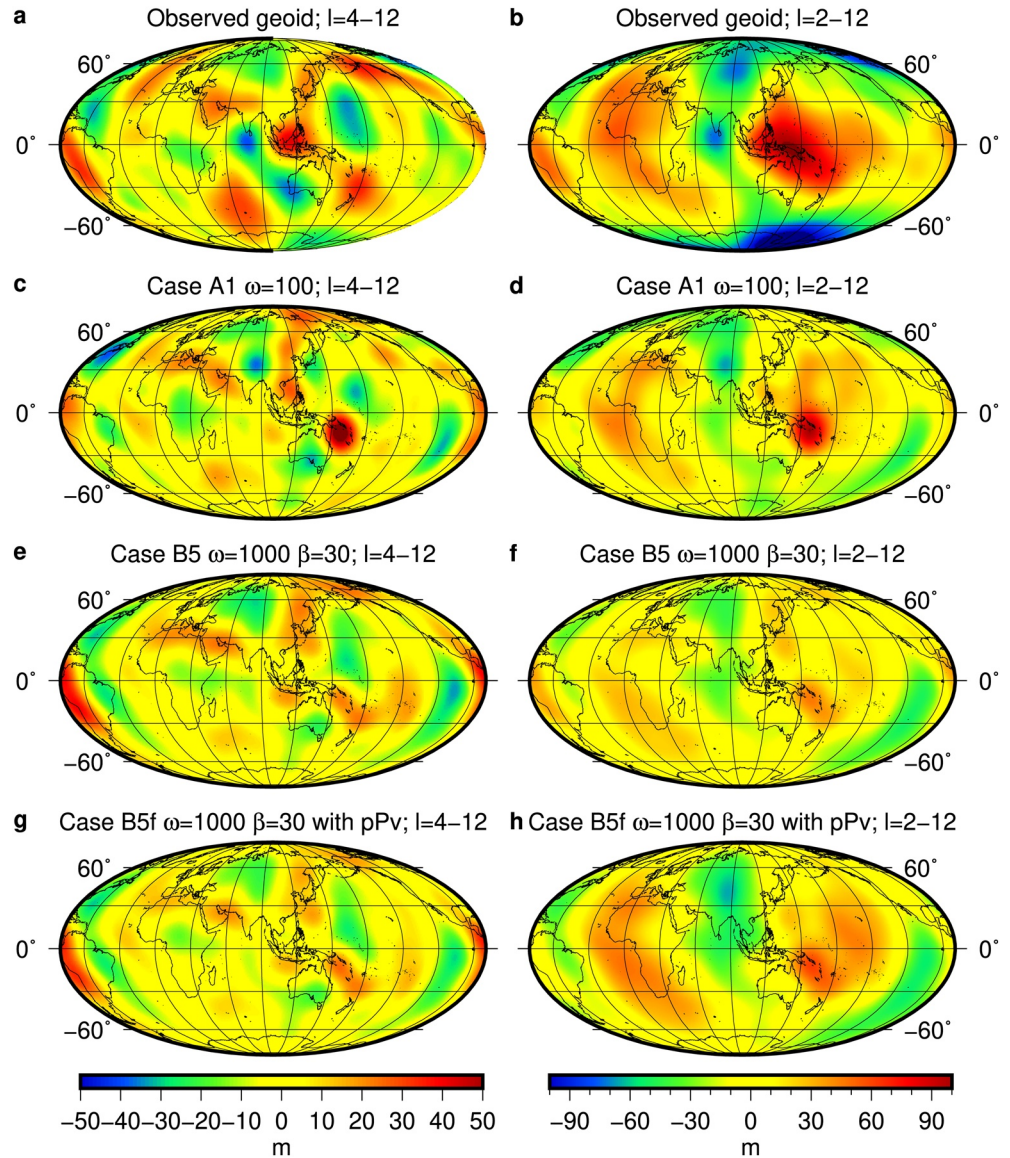 a Observed geoid; l=4−12
b Observed geoid; l=2−12
60˚ 60˚
0˚ 0˚
−60˚ −60˚
c Case A1 ω=100; l=4−12
d Case A1 ω=100; l=2−12
60˚ 60˚
0˚ 0˚
−60˚ −60˚
e Case B5 ω=1000 β=30; l=4−12
f Case B5 ω=1000 β=30; l=2−12
60˚ 60˚
0˚ 0˚
−60˚ −60˚
g Case B5f ω=1000 β=30 with pPv; l=4−12
h Case B5f ω=1000 β=30 with pPv; l=2−12
60˚ 60˚
0˚ 0˚
−60˚ −60˚
−50 −40 −30 −20 −10 0 10 20 30 40 50
m
−90 −60 −30 0 30 60 90
m